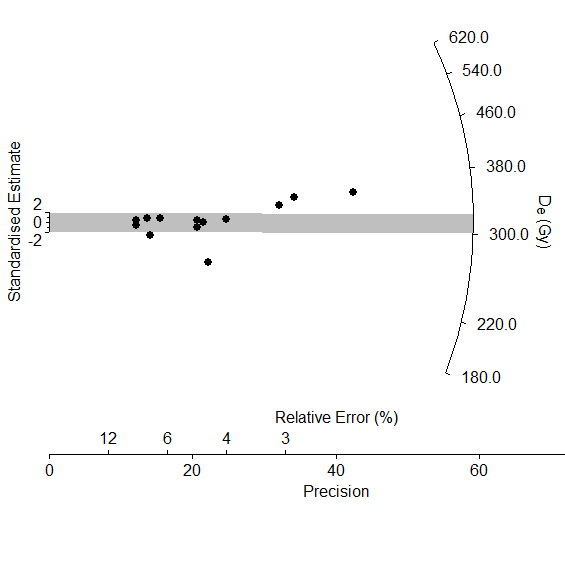 620.0
540.0
460.0
380.0
300.0
220.0
180.0
De (Gy)
Standardised Estimate
2
0
-2
Relative Error (%)
12 6 4 3
0 20 40 60
Precision